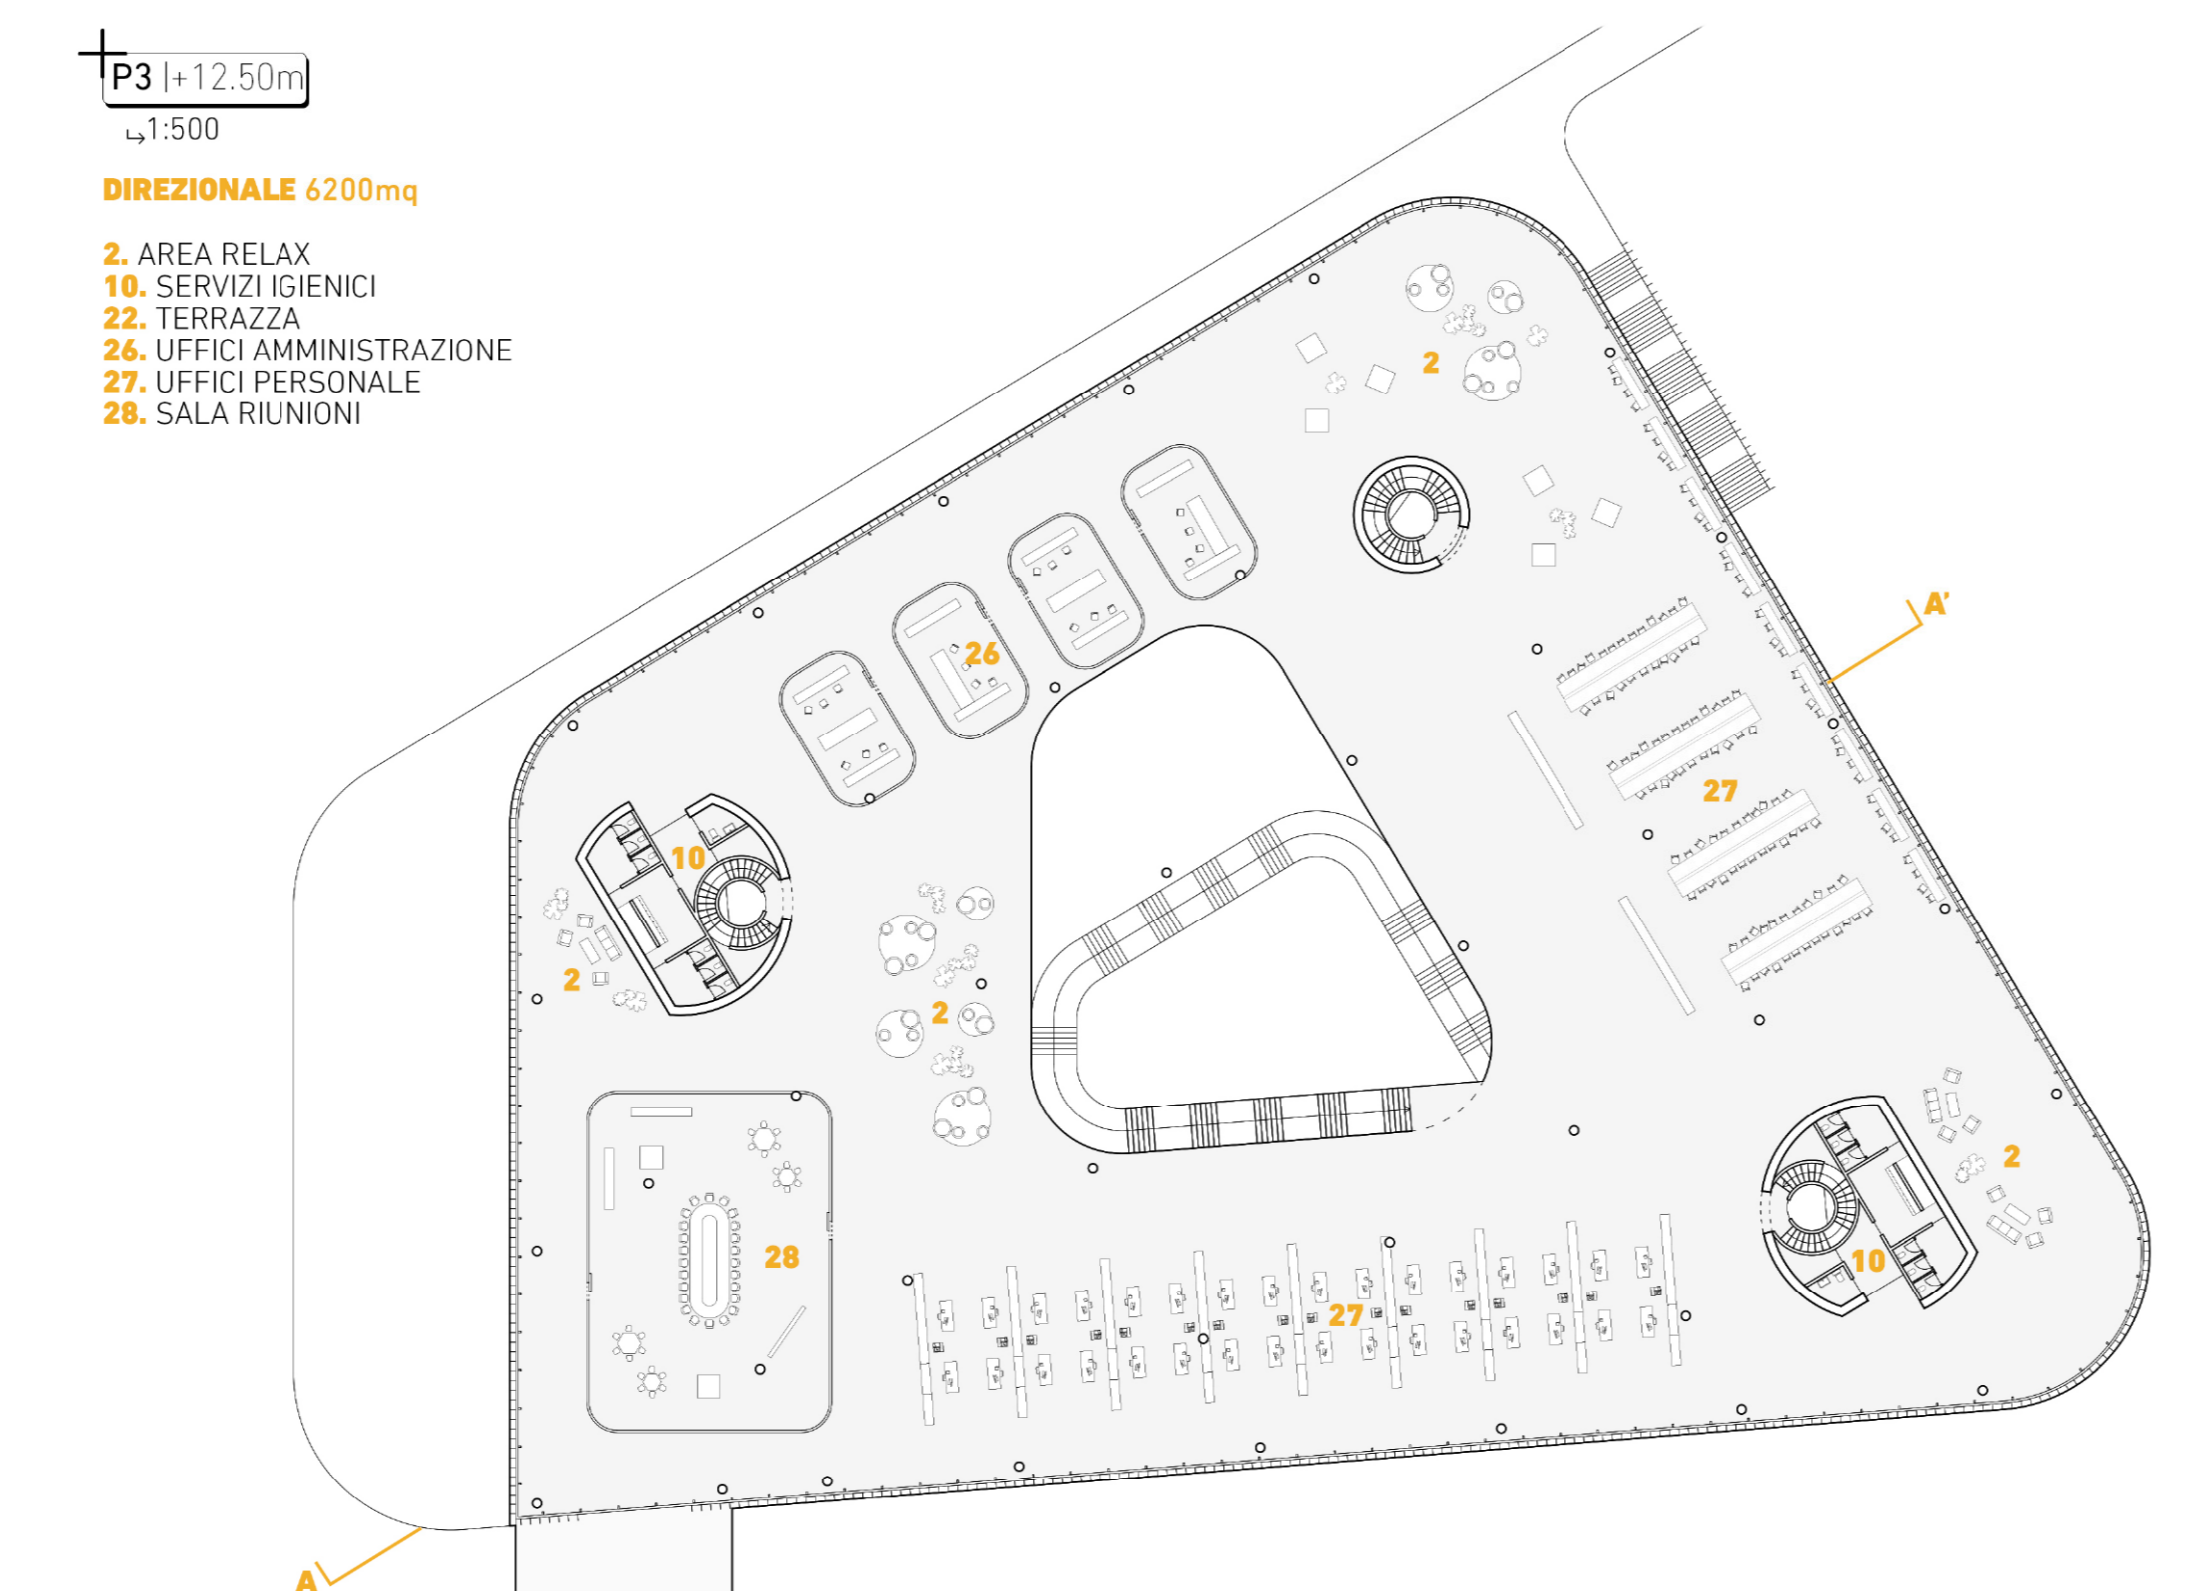 P3 |+12.50m
↳1:500
DIREZIONALE 6200mq
2. AREA RELAX
10. SERVIZI IGIENICI
22. TERRAZZA
26. UFFICI AMMINISTRAZIONE
27. UFFICI PERSONALE
28. SALA RIUNIONI
2
A'
26
27
10
2
2
2
28
10
27
A